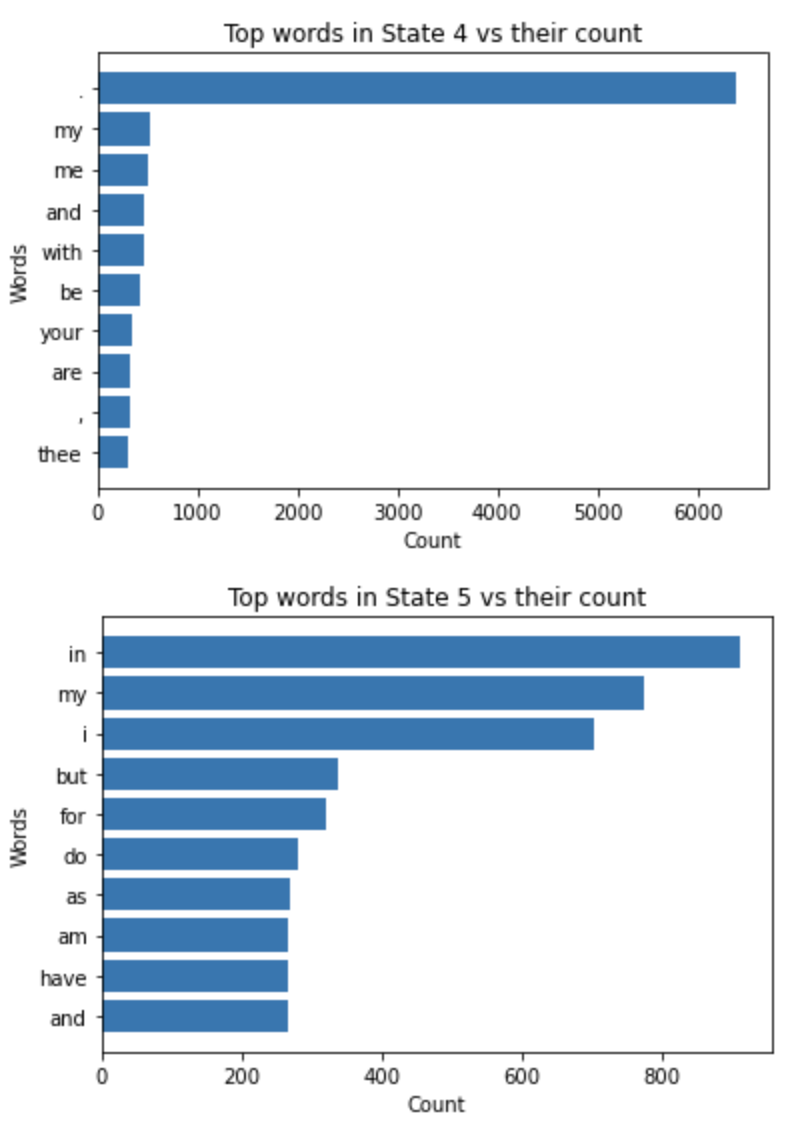 Top words in State 4 vs their count
.
my
me
and
with
be
your
are
,
thee
Words
0 1000 2000 3000 4000 5000 6000
Count
Top words in State 5 vs their count
in
my
i
but
for
do
as
am
have
and
Words
0 200 400 600 800
Count